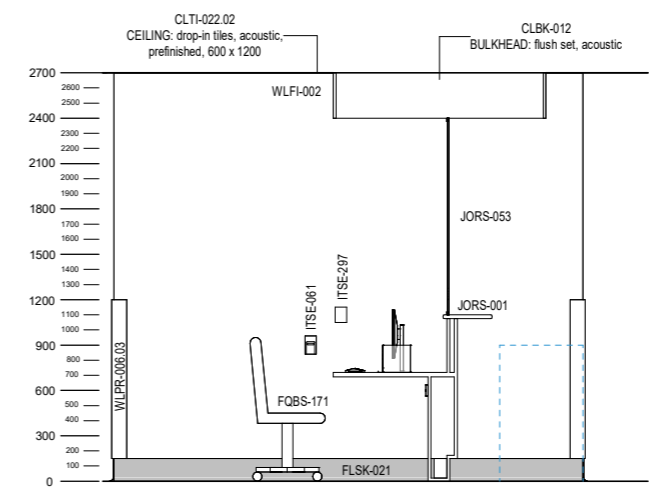 CLTI-022.02
CEILING: drop-in tiles, acoustic,
prefinished, 600 x 1200
CLBK-012
BULKHEAD: flush set, acoustic
2700
2600
2500
2400
2300
2200
2100
2000
1900
1800
1700
1600
1500
1400
1300
1200
1100
1000
900
800
700
600
500
400
300
200
100
0
WLFI-002
JORS-053
ITSE-297
ITSE-061
JORS-001
WLPR-006.03
FQBS-171
FLSK-021